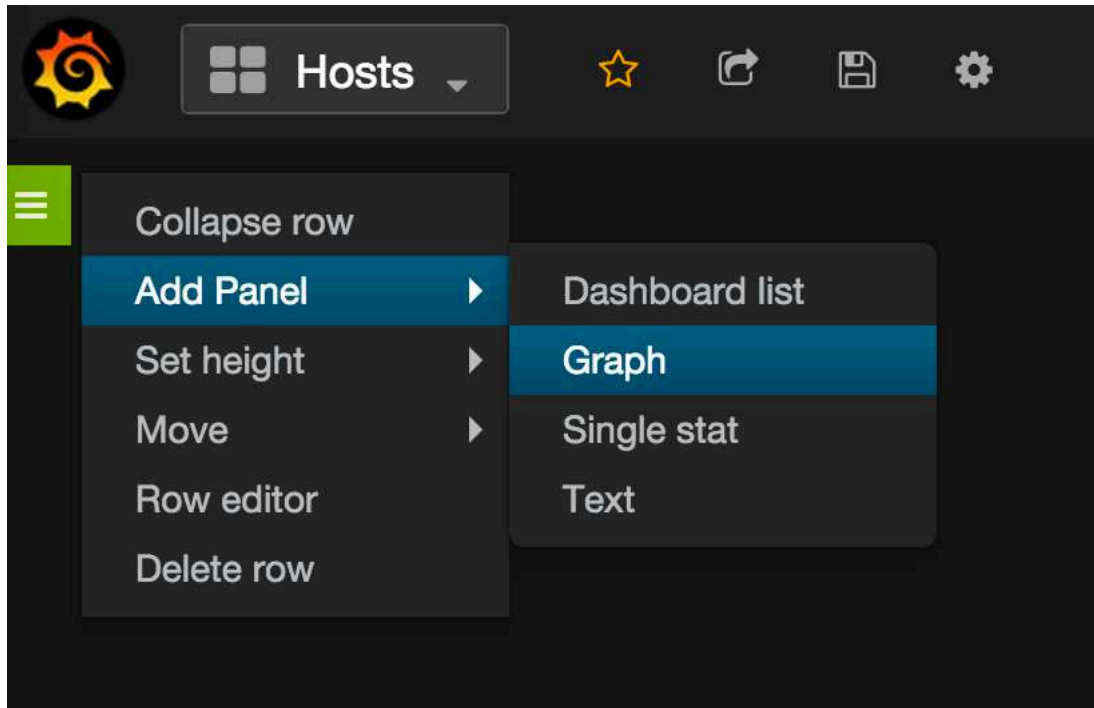 Hosts
Collapse row
Add Panel
Set height
Move
Row editor
Delete row
Dashboard list
Graph
Single stat
Text